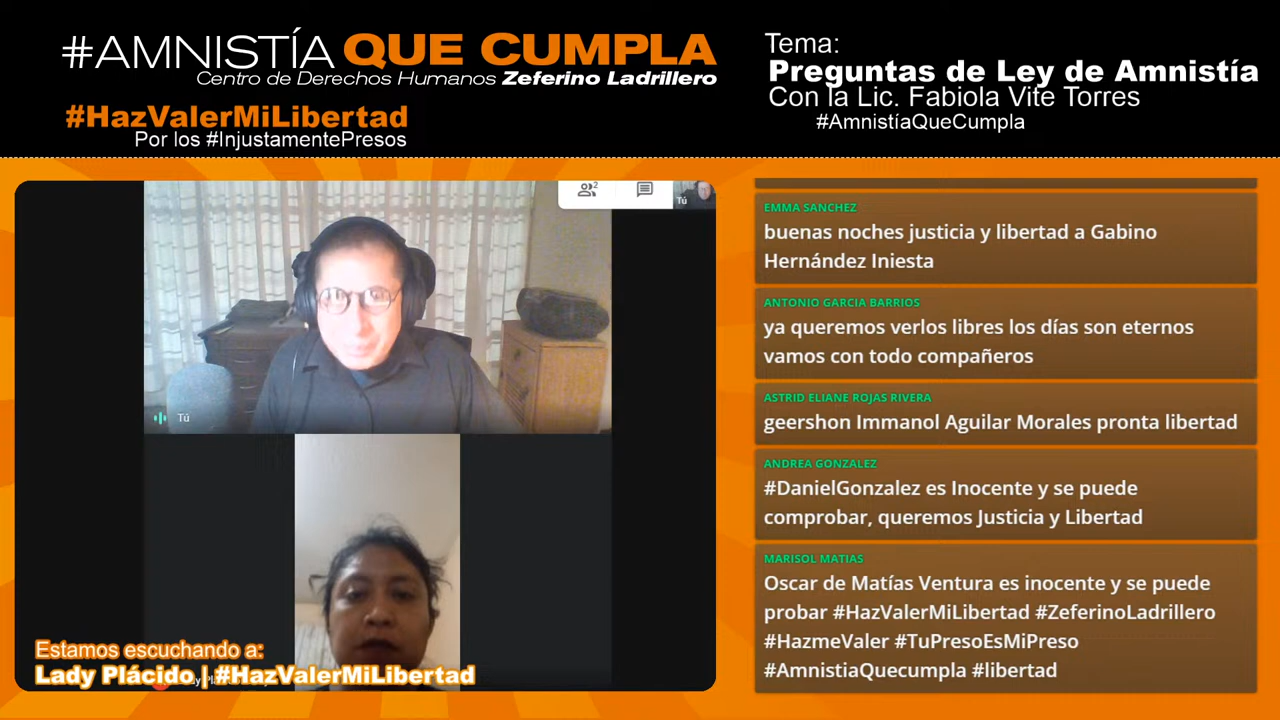 #AMNISTÍA QUE CUMPLA
Centro de Derechos Humanos Zeferino Ladrillero
#HazValerMiLibertad
Por los #InjustamentePresos
Tema:
Preguntas de Ley de Amnistía
Con la Lic. Fabiola Vite Torres
#AmnistíaQueCumpla
2
Tú
Tú
Estamos escuchando a:
Lady Plácido | #HazValerMiLibertad
EMMA SANCHEZ
buenas noches justicia y libertad a Gabino
Hernández Iniesta
ANTONIO GARCIA BARRIOS
ya queremos verlos libres los días son eternos
vamos con todo compañeros
ASTRID ELIANE ROJAS RIVERA
geershon Immanol Aguilar Morales pronta libertad
ANDREA GONZALEZ
#DanielGonzalez es Inocente y se puede
comprobar, queremos Justicia y Libertad
MARISOL MATIAS
Oscar de Matías Ventura es inocente y se puede
probar #HazValerMiLibertad #ZeferinoLadrillero
#HazmeValer #TuPresoEsMiPreso
#AmnistiaQuecumpla #libertad